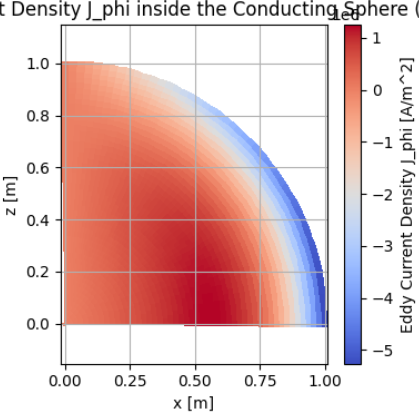 t Density J_phi inside the Conducting Sphere (
1.0
0.8
0.6
0.4
0.2
0.0
z [m]
0.00 0.25 0.50 0.75 1.00
x [m]
1
0
−1
−2
−3
−4
−5
Eddy Current Density J_phi [A/m^2]